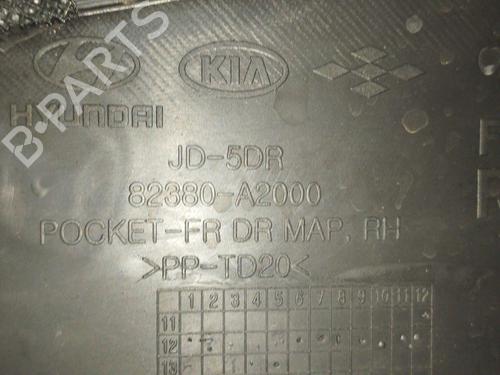 B-PARTS
KIA
HYUNDAI
JD-5DR
82380-A2000
POCKET-FR DR MAP, RH
>PP-TD20<
1 2 3 4 5 6 7 8 9 10 11 12
11
12
13